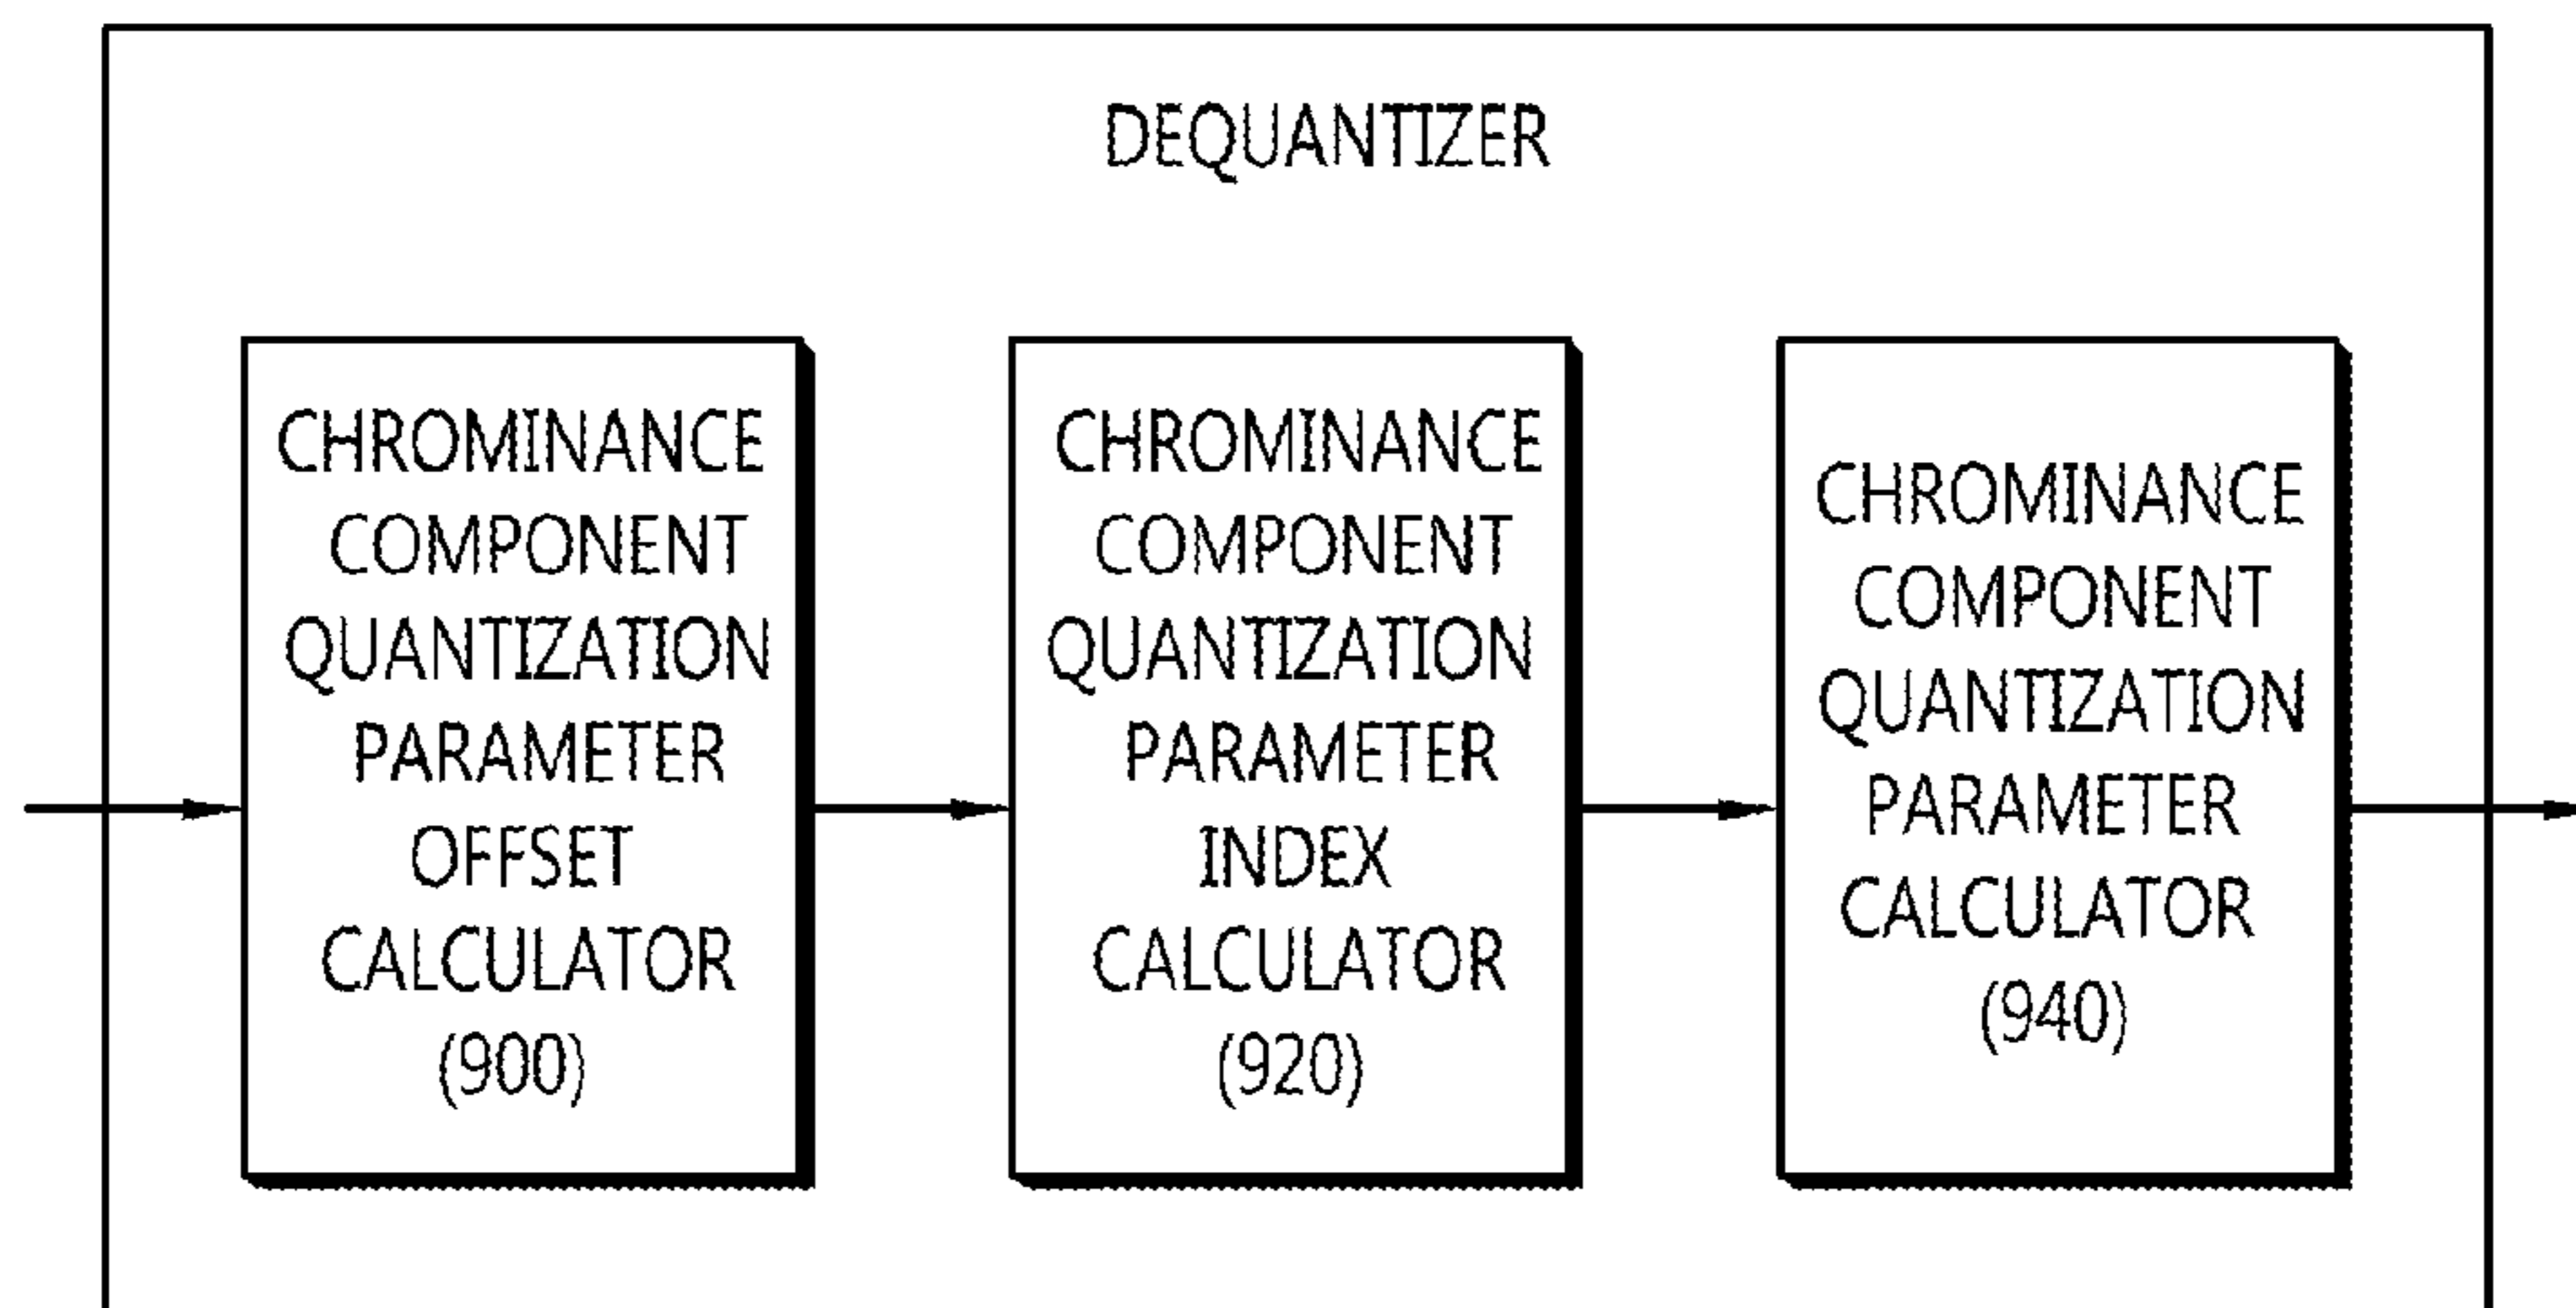 DEQUANTIZER
CHROMINANCE
COMPONENT
QUANTIZATION
PARAMETER
OFFSET
CALCULATOR
(900)
CHROMINANCE
COMPONENT
QUANTIZATION
PARAMETER
INDEX
CALCULATOR
(920)
CHROMINANCE
COMPONENT
QUANTIZATION
PARAMETER
CALCULATOR
(940)